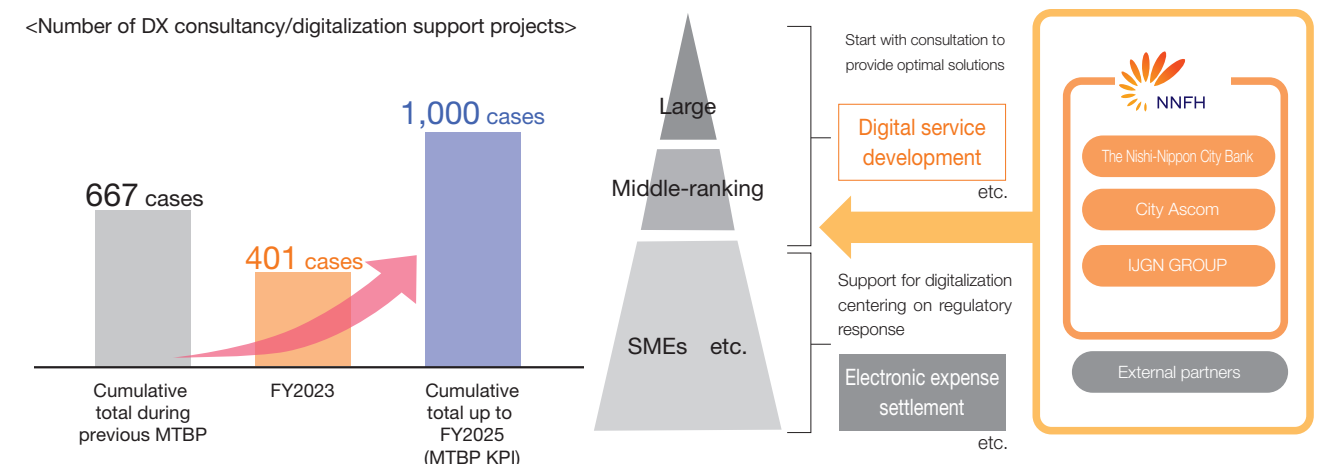 <Number of DX consultancy/digitalization support projects>
667 cases
401 cases
1,000 cases
Cumulative
total during
previous MTBP
FY2023
Cumulative
total up to
FY2025
(MTBP KPI)
Large
Middle-ranking
SMEs etc.
Start with consultation to
provide optimal solutions
Digital service
development
etc.
Support for digitalization
centering on regulatory
response
Electronic expense
settlement
etc.
NNFH
The Nishi-Nippon City Bank
City Ascom
IJGN GROUP
External partners